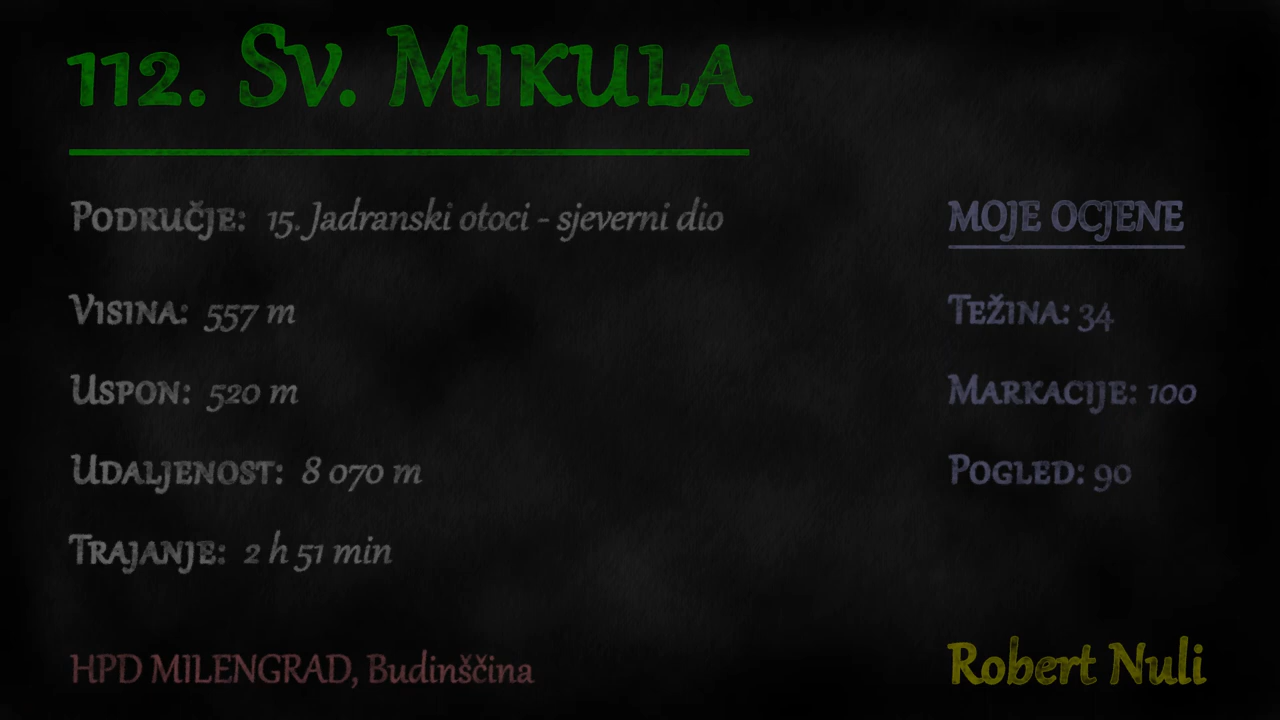 112. Sv. Mikula
Područje: 15. Jadranski otoci - sjeverni dio
Visina: 557 m
Uspon: 520 m
Udaljenost: 8 070 m
Trajanje: 2 h 51 min
MOJE OCJENE
Težina: 34
Markacije: 100
Pogled: 90
HPD MILENGRAD, Budinščina
Robert Nuli